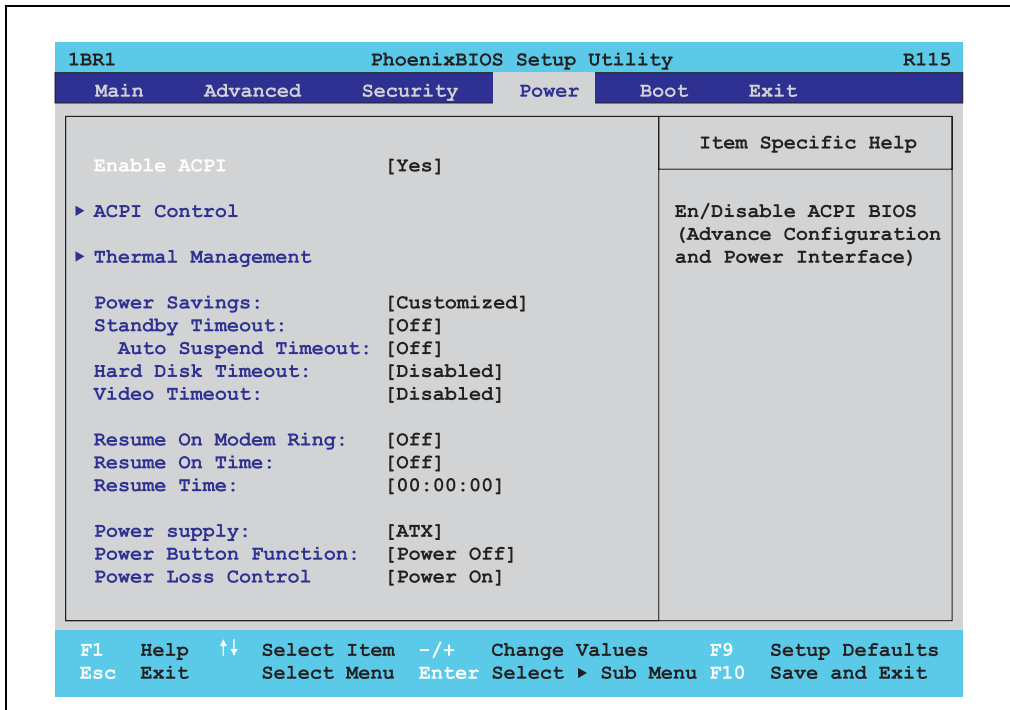 1BR1 PhoenixBIOS Setup Utility R115
Main Advanced Security Power Boot Exit
Item Specific Help
Enable ACPI [Yes]
ACPI Control
Thermal Management
En/Disable ACPI BIOS
(Advance Configuration
and Power Interface)
Power Savings: [Customized]
Standby Timeout: [Off]
Auto Suspend Timeout: [Off]
Hard Disk Timeout: [Disabled]
Video Timeout: [Disabled]
Resume On Modem Ring: [Off]
Resume On Time: [Off]
Resume Time: [00:00:00]
Power supply: [ATX]
Power Button Function: [Power Off]
Power Loss Control [Power On]
F1 Help ↑↓ Select Item -/+ Change Values F9 Setup Defaults
Esc Exit Select Menu Enter Select ▶ Sub Menu F10 Save and Exit